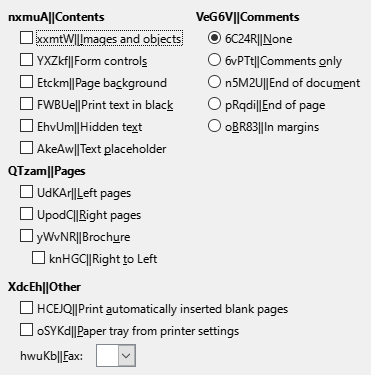 nxmuA||Contents
xxmtW||Images and objects
YXZkf||Form controls
Etckm||Page background
FWBUe||Print text in black
EhvUm||Hidden text
AkeAw||Text placeholder
QTzam||Pages
UdKAr||Left pages
UpodC||Right pages
yWvNR||Brochure
knHGC||Right to Left
XdcEh||Other
HCEJQ||Print automatically inserted blank pages
oSYKd||Paper tray from printer settings
hwuKb||Fax:
VeG6V||Comments
6C24R||None
6vPTt||Comments only
n5M2U||End of document
pRqdi||End of page
oBR83||In margins